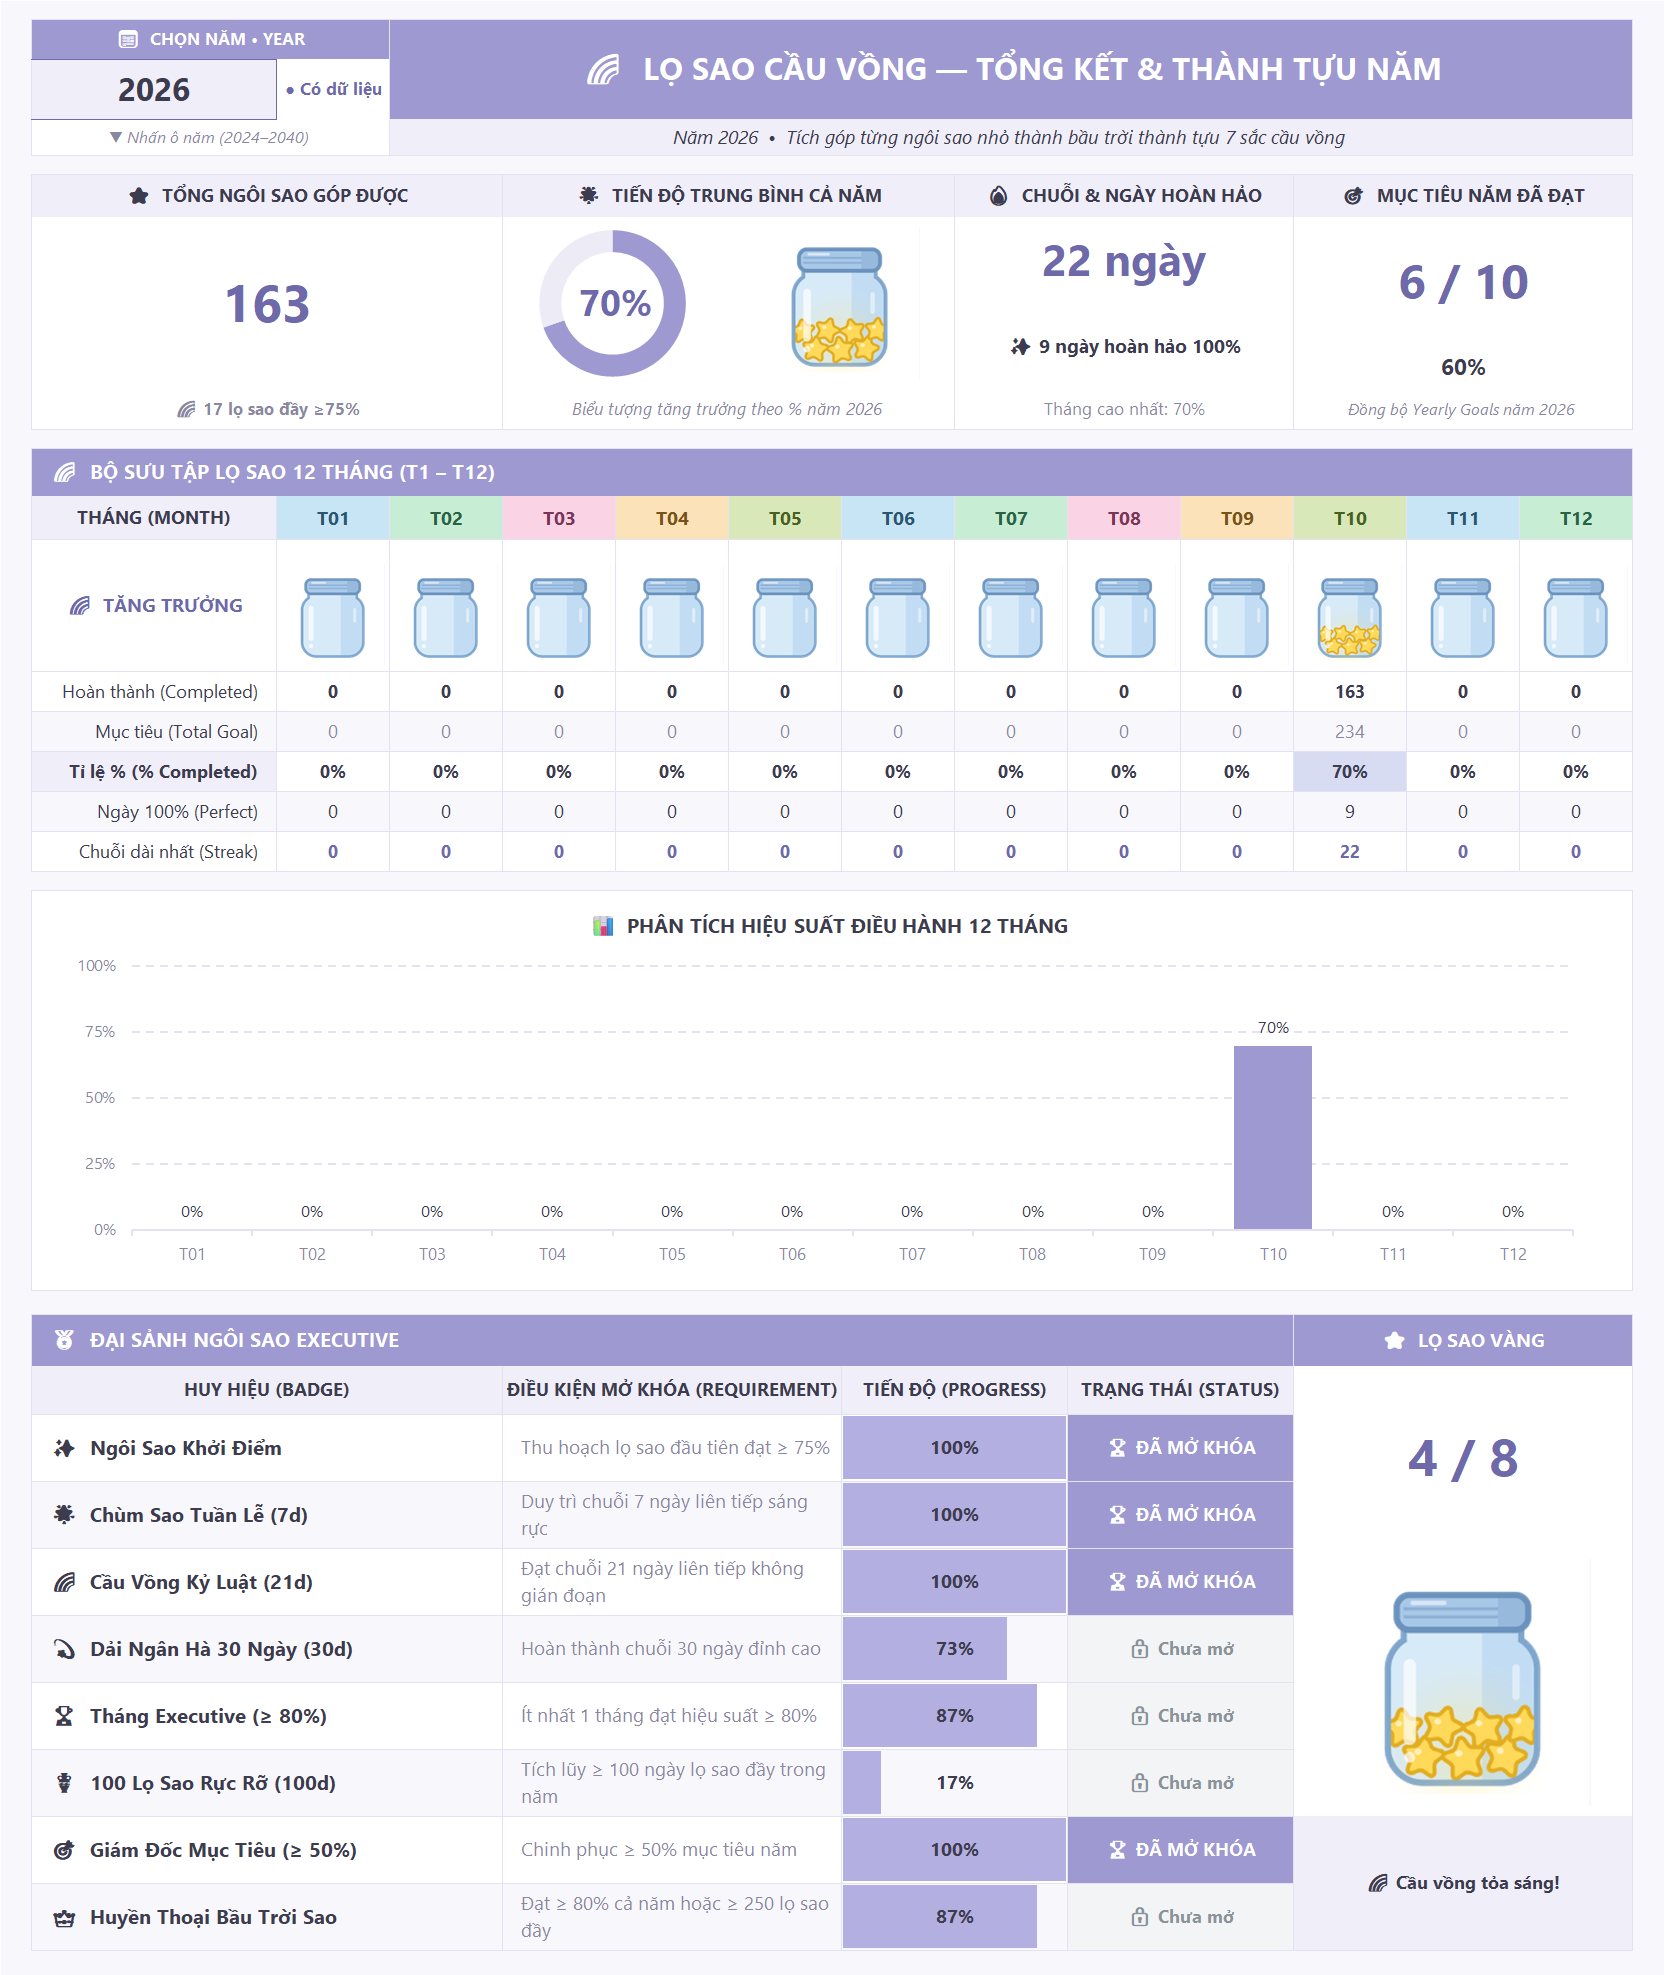 CHỌN NĂM • YEAR
2026
● Có dữ liệu
▼ Nhấn ô năm (2024–2040)
LỌ SAO CẦU VỒNG — TỔNG KẾT & THÀNH TỰU NĂM
Năm 2026 • Tích góp từng ngôi sao nhỏ thành bầu trời thành tựu 7 sắc cầu vồng
TỔNG NGÔI SAO GÓP ĐƯỢC
163
17 lọ sao đầy ≥75%
TIẾN ĐỘ TRUNG BÌNH CẢ NĂM
70%
Biểu tượng tăng trưởng theo % năm 2026
CHUỖI & NGÀY HOÀN HẢO
22 ngày
9 ngày hoàn hảo 100%
Tháng cao nhất: 70%
MỤC TIÊU NĂM ĐÃ ĐẠT
6 / 10
60%
Đồng bộ Yearly Goals năm 2026
BỘ SƯU TẬP LỌ SAO 12 THÁNG (T1 – T12)
THÁNG (MONTH) T01 T02 T03 T04 T05 T06 T07 T08 T09 T10 T11 T12
TĂNG TRƯỞNG
Hoàn thành (Completed) 0 0 0 0 0 0 0 0 0 163 0 0
Mục tiêu (Total Goal) 0 0 0 0 0 0 0 0 0 234 0 0
Tỉ lệ % (% Completed) 0% 0% 0% 0% 0% 0% 0% 0% 0% 70% 0% 0%
Ngày 100% (Perfect) 0 0 0 0 0 0 0 0 0 9 0 0
Chuỗi dài nhất (Streak) 0 0 0 0 0 0 0 0 0 22 0 0
PHÂN TÍCH HIỆU SUẤT ĐIỀU HÀNH 12 THÁNG
100%
75%
70%
50%
25%
0% 0% 0% 0% 0% 0% 0% 0% 0% 0% 0%
0%
T01 T02 T03 T04 T05 T06 T07 T08 T09 T10 T11 T12
ĐẠI SẢNH NGÔI SAO EXECUTIVE
HUY HIỆU (BADGE) ĐIỀU KIỆN MỞ KHÓA (REQUIREMENT) TIẾN ĐỘ (PROGRESS) TRẠNG THÁI (STATUS)
Ngôi Sao Khởi Điểm
Thu hoạch lọ sao đầu tiên đạt ≥ 75%
100%
ĐÃ MỞ KHÓA
Chùm Sao Tuần Lễ (7d)
Duy trì chuỗi 7 ngày liên tiếp sáng
rực
100%
ĐÃ MỞ KHÓA
Cầu Vồng Kỷ Luật (21d)
Đạt chuỗi 21 ngày liên tiếp không
gián đoạn
100%
ĐÃ MỞ KHÓA
Dải Ngân Hà 30 Ngày (30d)
Hoàn thành chuỗi 30 ngày đỉnh cao
73%
Chưa mở
Tháng Executive (≥ 80%)
Ít nhất 1 tháng đạt hiệu suất ≥ 80%
87%
Chưa mở
100 Lọ Sao Rực Rỡ (100d)
Tích lũy ≥ 100 ngày lọ sao đầy trong
năm
17%
Chưa mở
Giám Đốc Mục Tiêu (≥ 50%)
Chinh phục ≥ 50% mục tiêu năm
100%
ĐÃ MỞ KHÓA
Huyền Thoại Bầu Trời Sao
Đạt ≥ 80% cả năm hoặc ≥ 250 lọ sao
đầy
87%
Chưa mở
LỌ SAO VÀNG
4 / 8
Cầu vồng tỏa sáng!